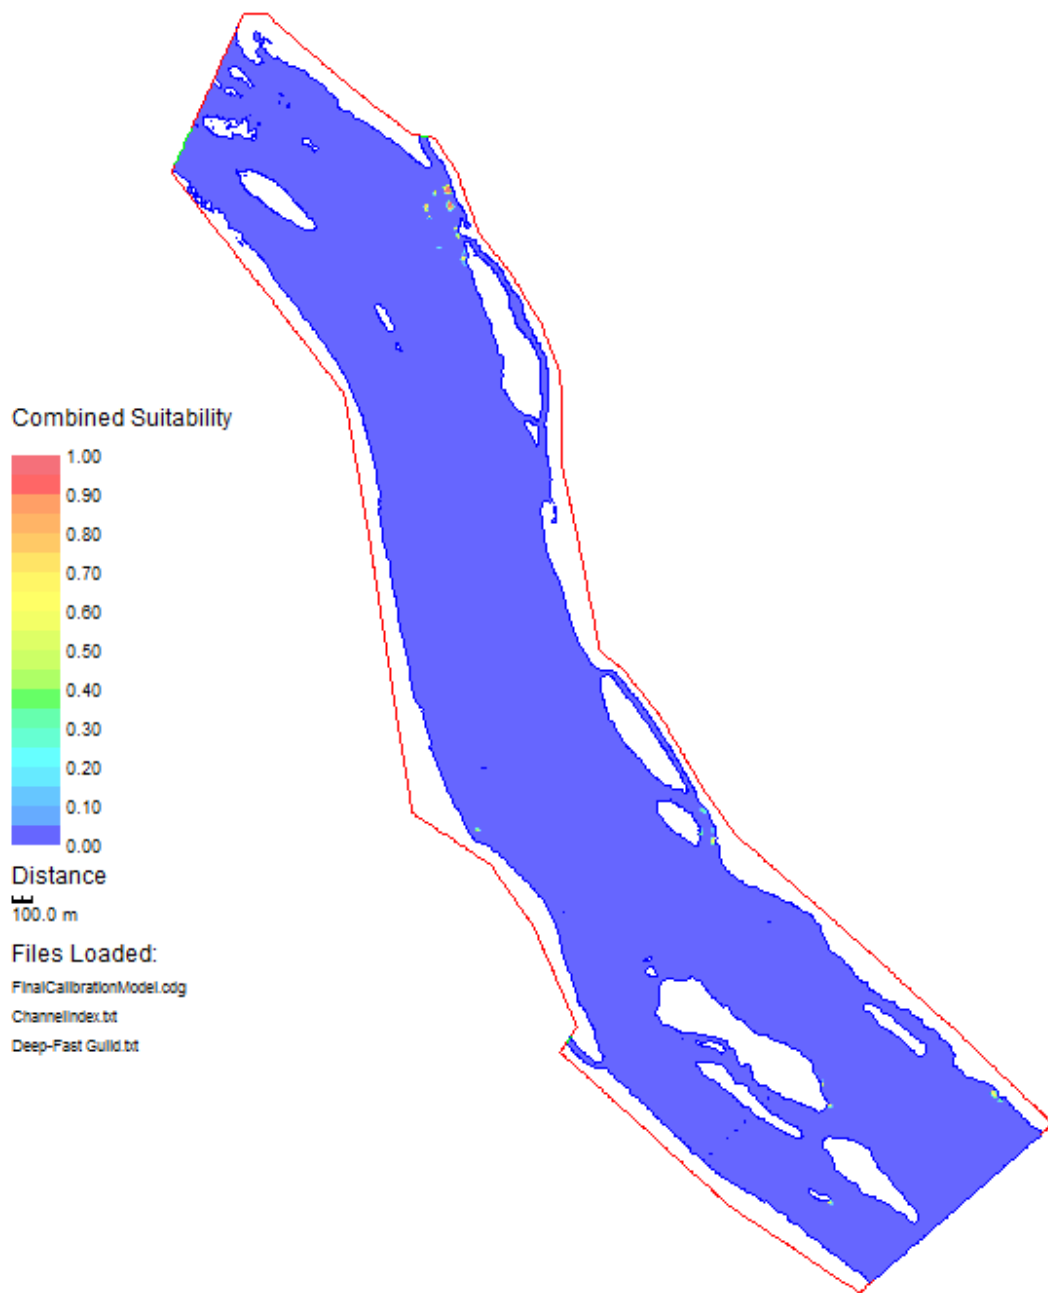 Combined Suitability
1.00
0.90
0.80
0.70
0.60
0.50
0.40
0.30
0.20
0.10
0.00
Distance
100.0 m
Files Loaded:
FinalCalibrationModel.cdg
ChannelIndex.txt
Deep-Fast Guild.txt